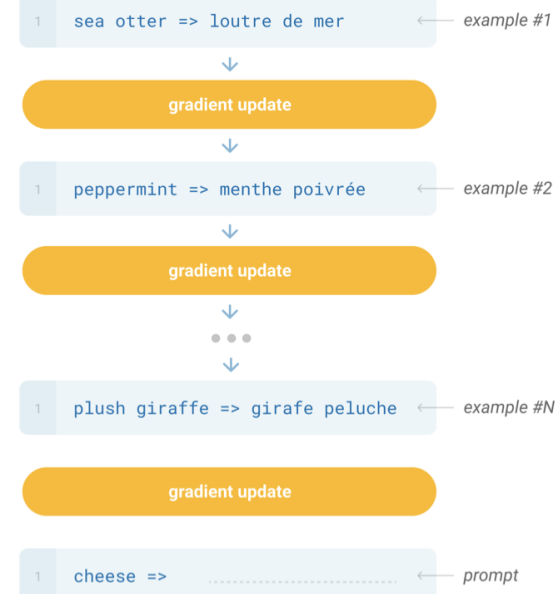 1 sea otter => loutre de mer example #1
gradient update
1 peppermint => menthe poivrée example #2
gradient update
1 plush giraffe => girafe peluche example #N
gradient update
1 cheese => prompt